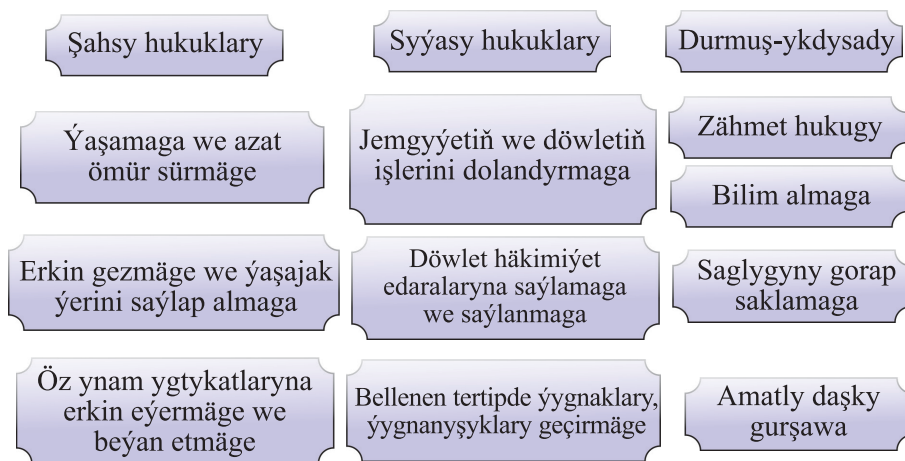 Şahsy hukuklary
Syýasy hukuklary
Durmuş-ykdysady
Ýaşamaga we azat
ömür sürmäge
Jemgyýetiň we döwletiň
işlerini dolandyrmaga
Zähmet hukugy
Bilim almaga
Erkin gezmäge we ýaşajak
ýerini saýlap almaga
Döwlet häkimiýet
edaralaryna saýlamaga
we saýlanmaga
Saglygyny gorap
saklamaga
Öz ynam ygtykatlaryna
erkin eýermäge we
beýan etmäge
Bellenen tertipde ýygnaklary,
ýygnanyşyklary geçirmäge
Amatly daşky
gurşawa